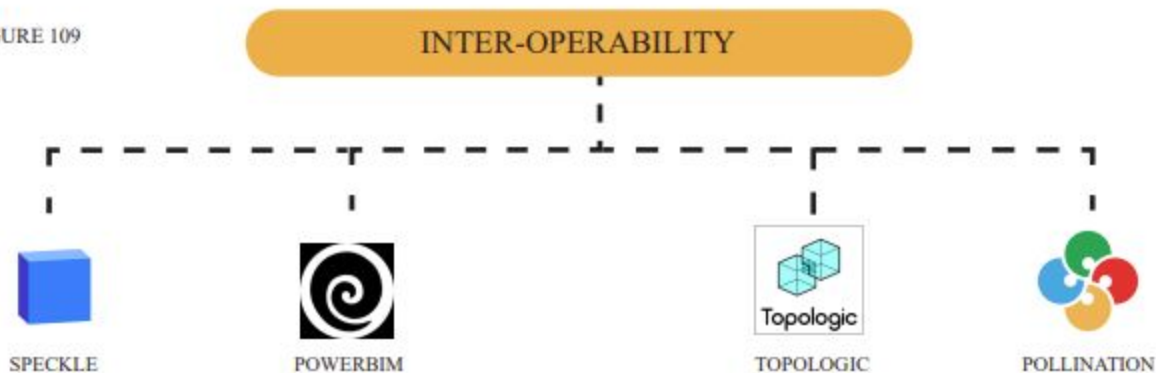 URE 109
INTER-OPERABILITY
Topologic
SPECKLE
POWERBIM
TOPOLOGIC
POLLINATION